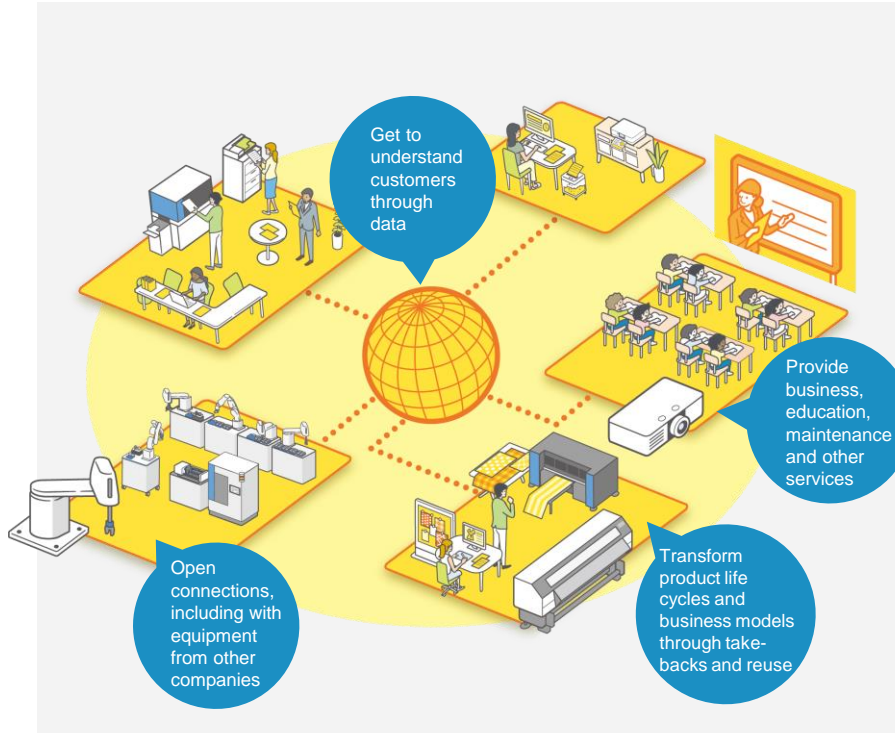 Get to
understand
customers
through
data
Provide
business,
education,
maintenance
and other
services
Open
connections,
including with
equipment
from other
companies
Transform
product life
cycles and
business models
through take-
backs and reuse